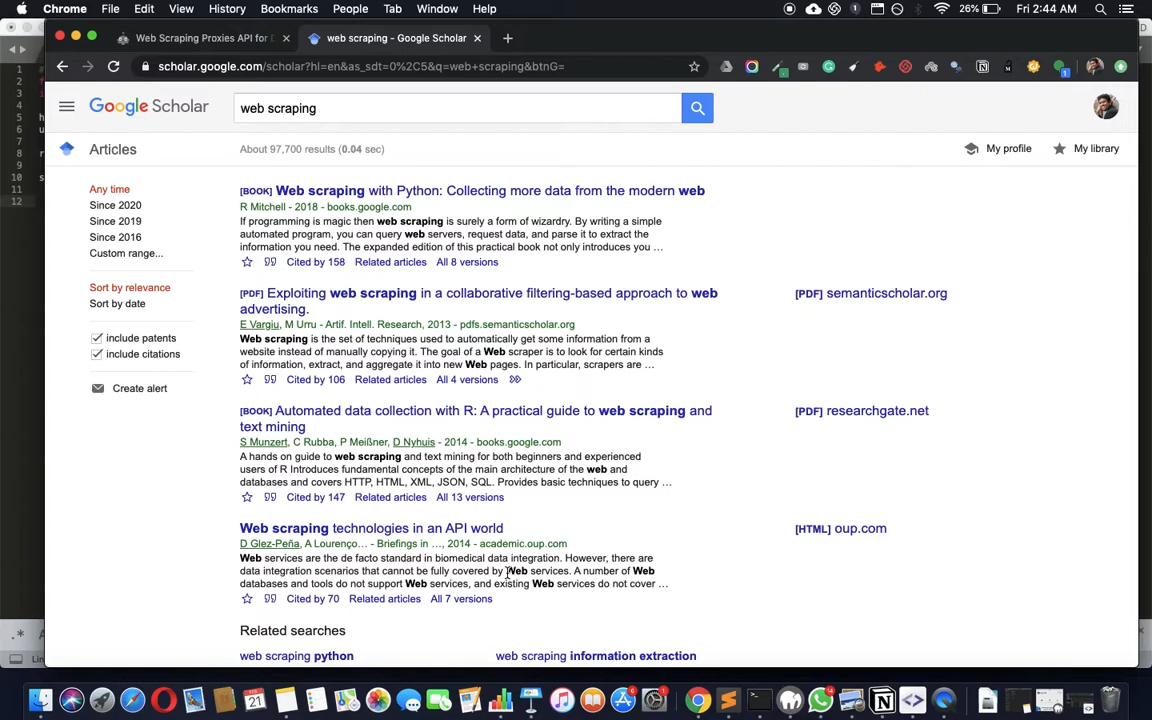 Chrome File Edit View History Bookmarks People Tab Window Help
26% Fri 2:44 AM
Web Scraping Proxies API for D
web scraping - Google Scholar
scholar.google.com/scholar?hl=en&as_sdt=0%2C5&q=web+scraping&btnG=
Google Scholar
web scraping
Articles
About 97,700 results (0.04 sec)
My profile
My library
Any time
Since 2020
Since 2019
Since 2016
Custom range...
Sort by relevance
Sort by date
include patents
include citations
Create alert
[BOOK] Web scraping with Python: Collecting more data from the modern web
R Mitchell - 2018 - books.google.com
If programming is magic then web scraping is surely a form of wizardry. By writing a simple
automated program, you can query web servers, request data, and parse it to extract the
information you need. The expanded edition of this practical book not only introduces you ...
Cited by 158 Related articles All 8 versions
[PDF] Exploiting web scraping in a collaborative filtering-based approach to web
advertising.
[PDF] semanticscholar.org
E Vargiu, M Urru - Artif. Intell. Research, 2013 - pdfs.semanticscholar.org
Web scraping is the set of techniques used to automatically get some information from a
website instead of manually copying it. The goal of a Web scraper is to look for certain kinds
of information, extract, and aggregate it into new Web pages. In particular, scrapers are ...
Cited by 106 Related articles All 4 versions
[BOOK] Automated data collection with R: A practical guide to web scraping and
text mining
[PDF] researchgate.net
S Munzert, C Rubba, P Meißner, D Nyhuis - 2014 - books.google.com
A hands on guide to web scraping and text mining for both beginners and experienced
users of R Introduces fundamental concepts of the main architecture of the web and
databases and covers HTTP, HTML, XML, JSON, SQL. Provides basic techniques to query ...
Cited by 147 Related articles All 13 versions
Web scraping technologies in an API world
[HTML] oup.com
D Glez-Peña, A Lourenço... - Briefings in ..., 2014 - academic.oup.com
Web services are the de facto standard in biomedical data integration. However, there are
data integration scenarios that cannot be fully covered by Web services. A number of Web
databases and tools do not support Web services, and existing Web services do not cover ...
Cited by 70 Related articles All 7 versions
Related searches
web scraping python
web scraping information extraction